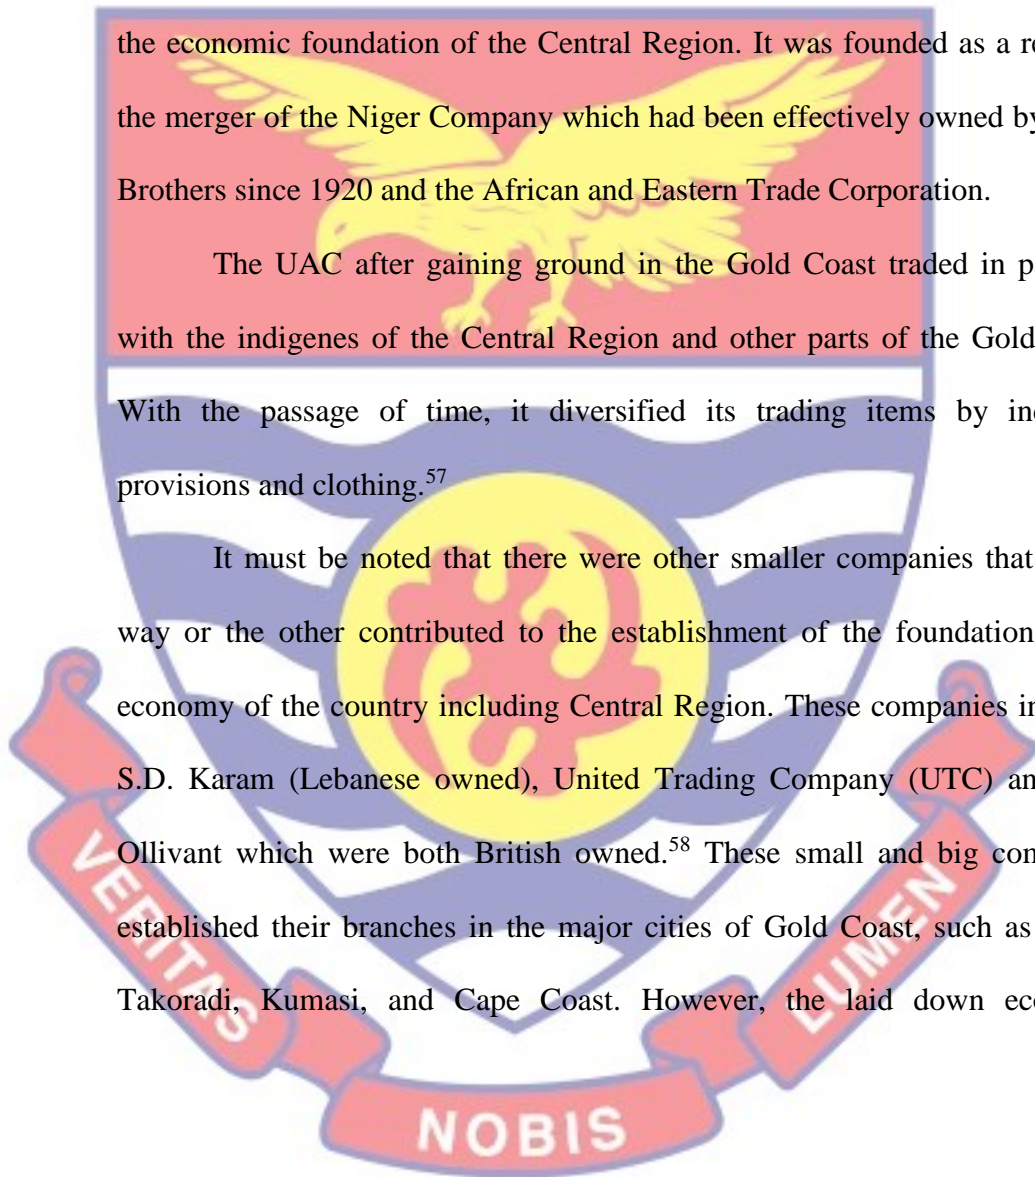 the economic foundation of the Central Region. It was founded as a re
the merger of the Niger Company which had been effectively owned by
Brothers since 1920 and the African and Eastern Trade Corporation.
The UAC after gaining ground in the Gold Coast traded in p
with the indigenes of the Central Region and other parts of the Gold
With the passage of time, it diversified its trading items by in
provisions and clothing.57
It must be noted that there were other smaller companies that
way or the other contributed to the establishment of the foundation
economy of the country including Central Region. These companies in
S.D. Karam (Lebanese owned), United Trading Company (UTC) an
Ollivant which were both British owned.58 These small and big con
established their branches in the major cities of Gold Coast, such as
Takoradi, Kumasi, and Cape Coast. However, the laid down eco
VERITAS
NOBIS
LUMEN